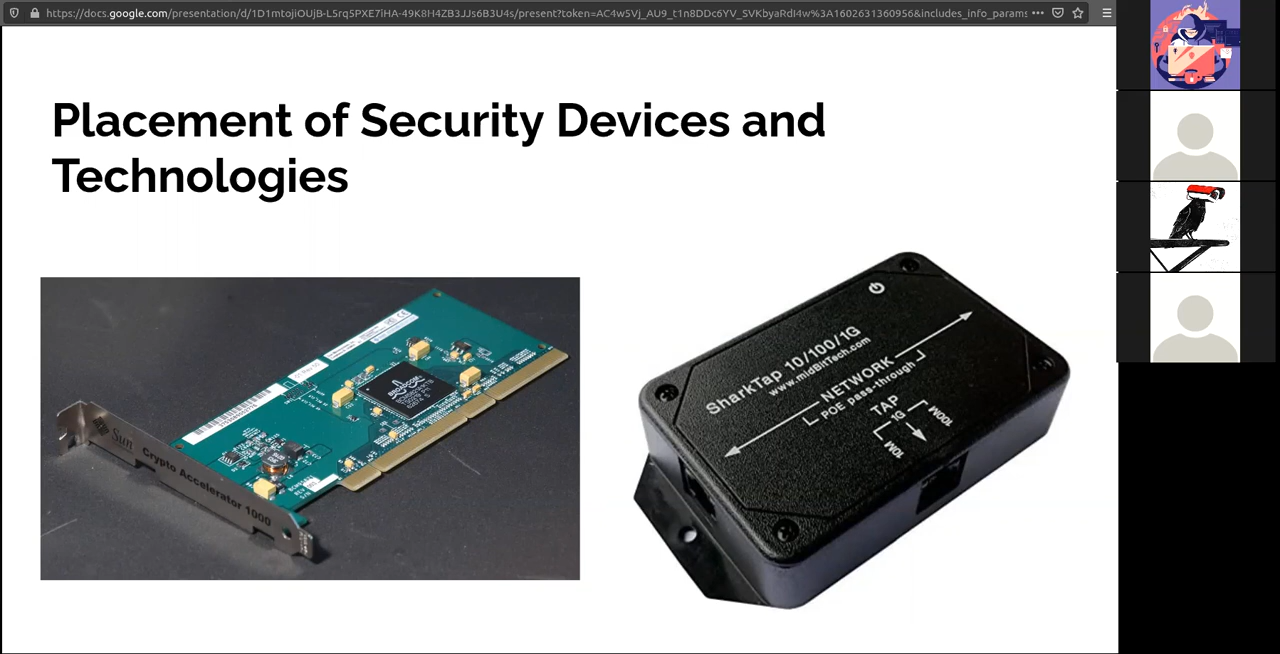 https://docs.google.com/presentation/d/1D1mtojiOUjB-L5rq5PXE7iHA-49K8H4ZB3JJs6B3U4s/present?token=AC4w5Vj_AU9_t1n8DDc6YV_SVKbyaRdI4w%3A1602631360956&includes_info_params
Placement of Security Devices and
Technologies
Sun
Crypto Accelerator 1000
SharkTap 10/100/1G
www.midBitTech.com
NETWORK
POE pass-through
TAP
1G
10M
100M